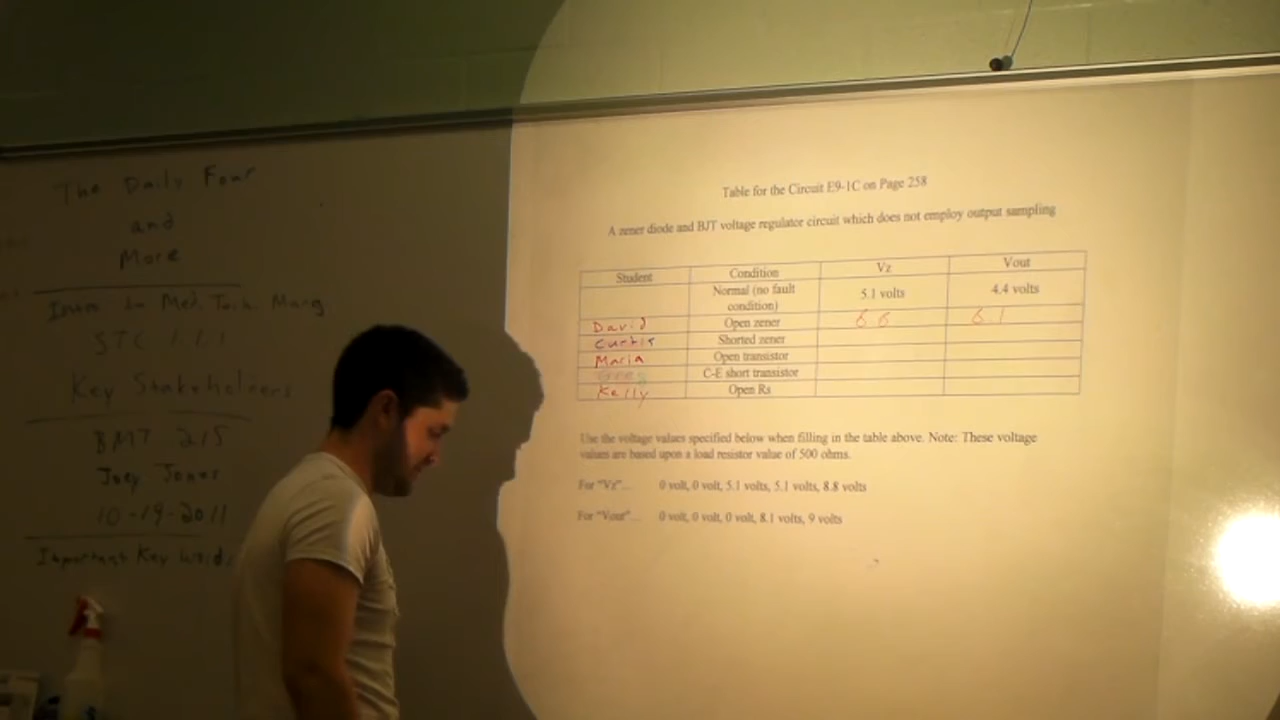 The Daily Four
and
More
Intro to Med. Tech. Mang
STC 111
Key Stakeholders
BMT 215
Joey Jones
10-19-2011
Important Key Words
Table for the Circuit E9-1C on Page 258
A zener diode and BJT voltage regulator circuit which does not employ output sampling
Student Condition Vz Vout
Normal (no fault condition) 5.1 volts 4.4 volts
David Open zener
Curtis Shorted zener
Maria Open transistor
C-E short transistor
Kelly Open Rs
Use the voltage values specified below when filling in the table above. Note: These voltage
values are based upon a load resistor value of 500 ohms.
For "Vz"... 0 volt, 0 volt, 5.1 volts, 5.1 volts, 8.8 volts
For "Vout"... 0 volt, 0 volt, 0 volt, 8.1 volts, 9 volts